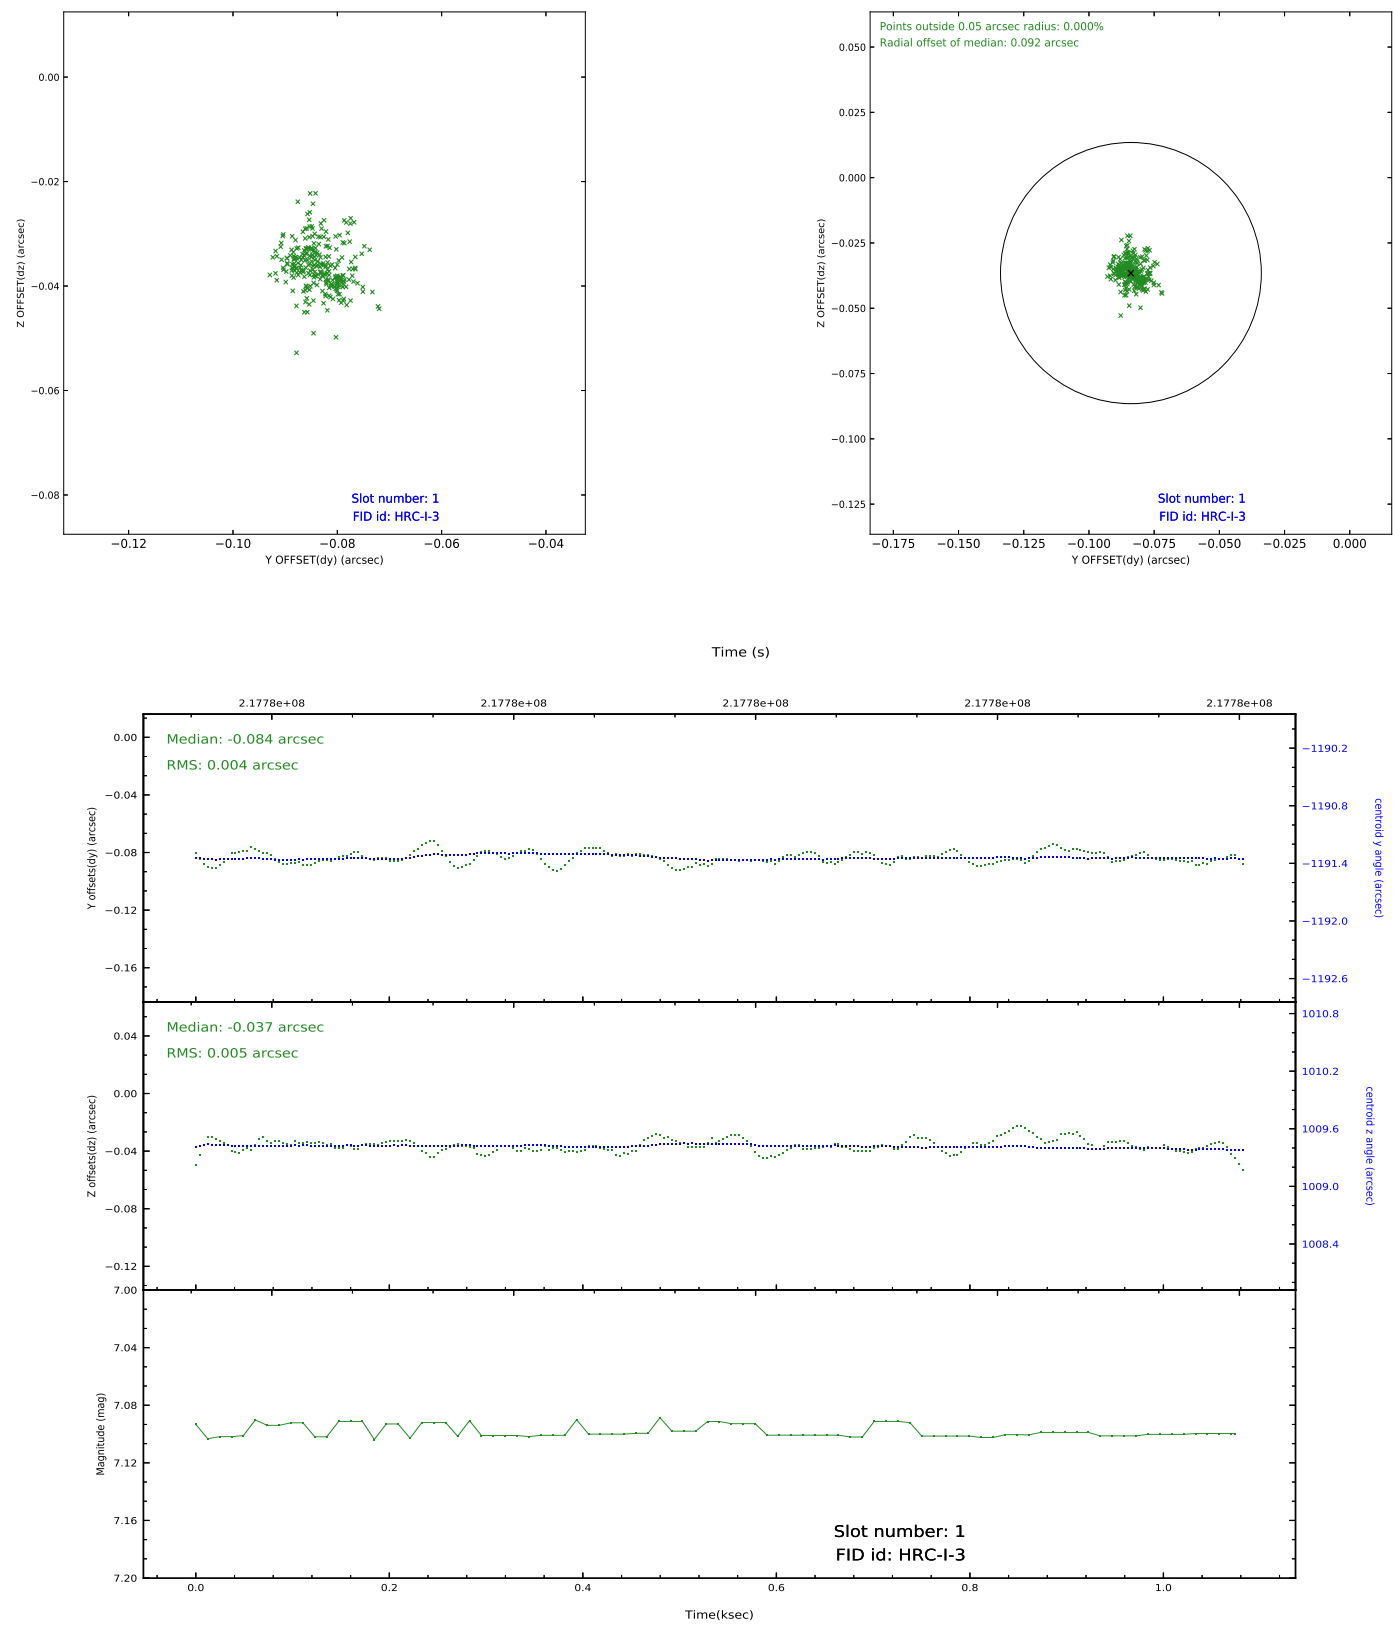 0.00
−0.02
−0.04
−0.06
−0.08
Z OFFSET(dz) (arcsec)
Slot number: 1
FID id: HRC-I-3
−0.12
−0.10
−0.08
−0.06
−0.04
Y OFFSET(dy) (arcsec)
Points outside 0.05 arcsec radius: 0.000%
Radial offset of median: 0.092 arcsec
0.050
0.025
0.000
−0.025
−0.050
−0.075
−0.100
−0.125
Z OFFSET(dz) (arcsec)
Slot number: 1
FID id: HRC-I-3
−0.175
−0.150
−0.125
−0.100
−0.075
−0.050
−0.025
0.000
Y OFFSET(dy) (arcsec)
Time (s)
2.1778e+08
2.1778e+08
2.1778e+08
2.1778e+08
2.1778e+08
Median: -0.084 arcsec
RMS: 0.004 arcsec
0.00
−0.04
−0.08
−0.12
−0.16
Y offsets(dy) (arcsec)
−1190.2
−1190.8
−1191.4
−1192.0
−1192.6
centroid y angle (arcsec)
Median: -0.037 arcsec
RMS: 0.005 arcsec
0.04
0.00
−0.04
−0.08
−0.12
Z offsets(dz) (arcsec)
1010.8
1010.2
1009.6
1009.0
1008.4
centroid z angle (arcsec)
7.00
7.04
7.08
7.12
7.16
7.20
Magnitude (mag)
Slot number: 1
FID id: HRC-I-3
0.0
0.2
0.4
0.6
0.8
1.0
Time(ksec)